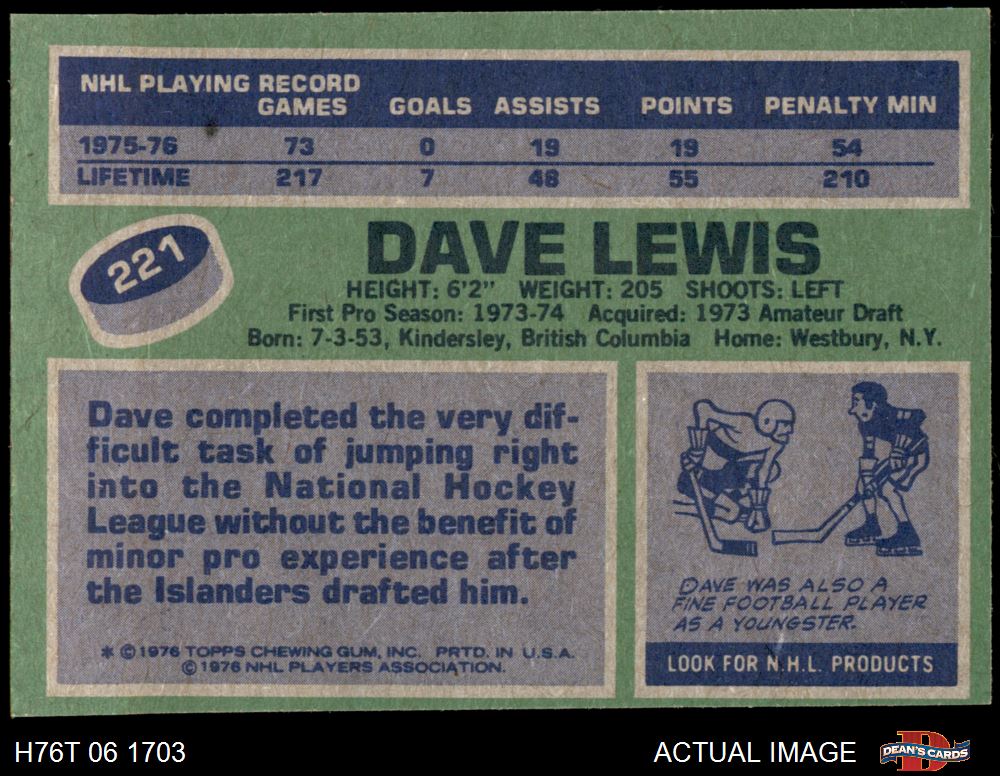 NHL PLAYING RECORD
GAMES GOALS ASSISTS POINTS PENALTY MIN
1975-76 73 0 19 19 54
LIFETIME 217 7 48 55 210
221
DAVE LEWIS
HEIGHT: 6'2" WEIGHT: 205 SHOOTS: LEFT
First Pro Season: 1973-74 Acquired: 1973 Amateur Draft
Born: 7-3-53, Kindersley, British Columbia Home: Westbury, N.Y.
Dave completed the very dif-
ficult task of jumping right
into the National Hockey
League without the benefit of
minor pro experience after
the Islanders drafted him.
* © 1976 TOPPS CHEWING GUM, INC. PRTD. IN U.S.A.
© 1976 NHL PLAYERS ASSOCIATION.
DAVE WAS ALSO A
FINE FOOTBALL PLAYER
AS A YOUNGSTER.
LOOK FOR N.H.L. PRODUCTS
H76T 06 1703
ACTUAL IMAGE
DEAN'S CARDS